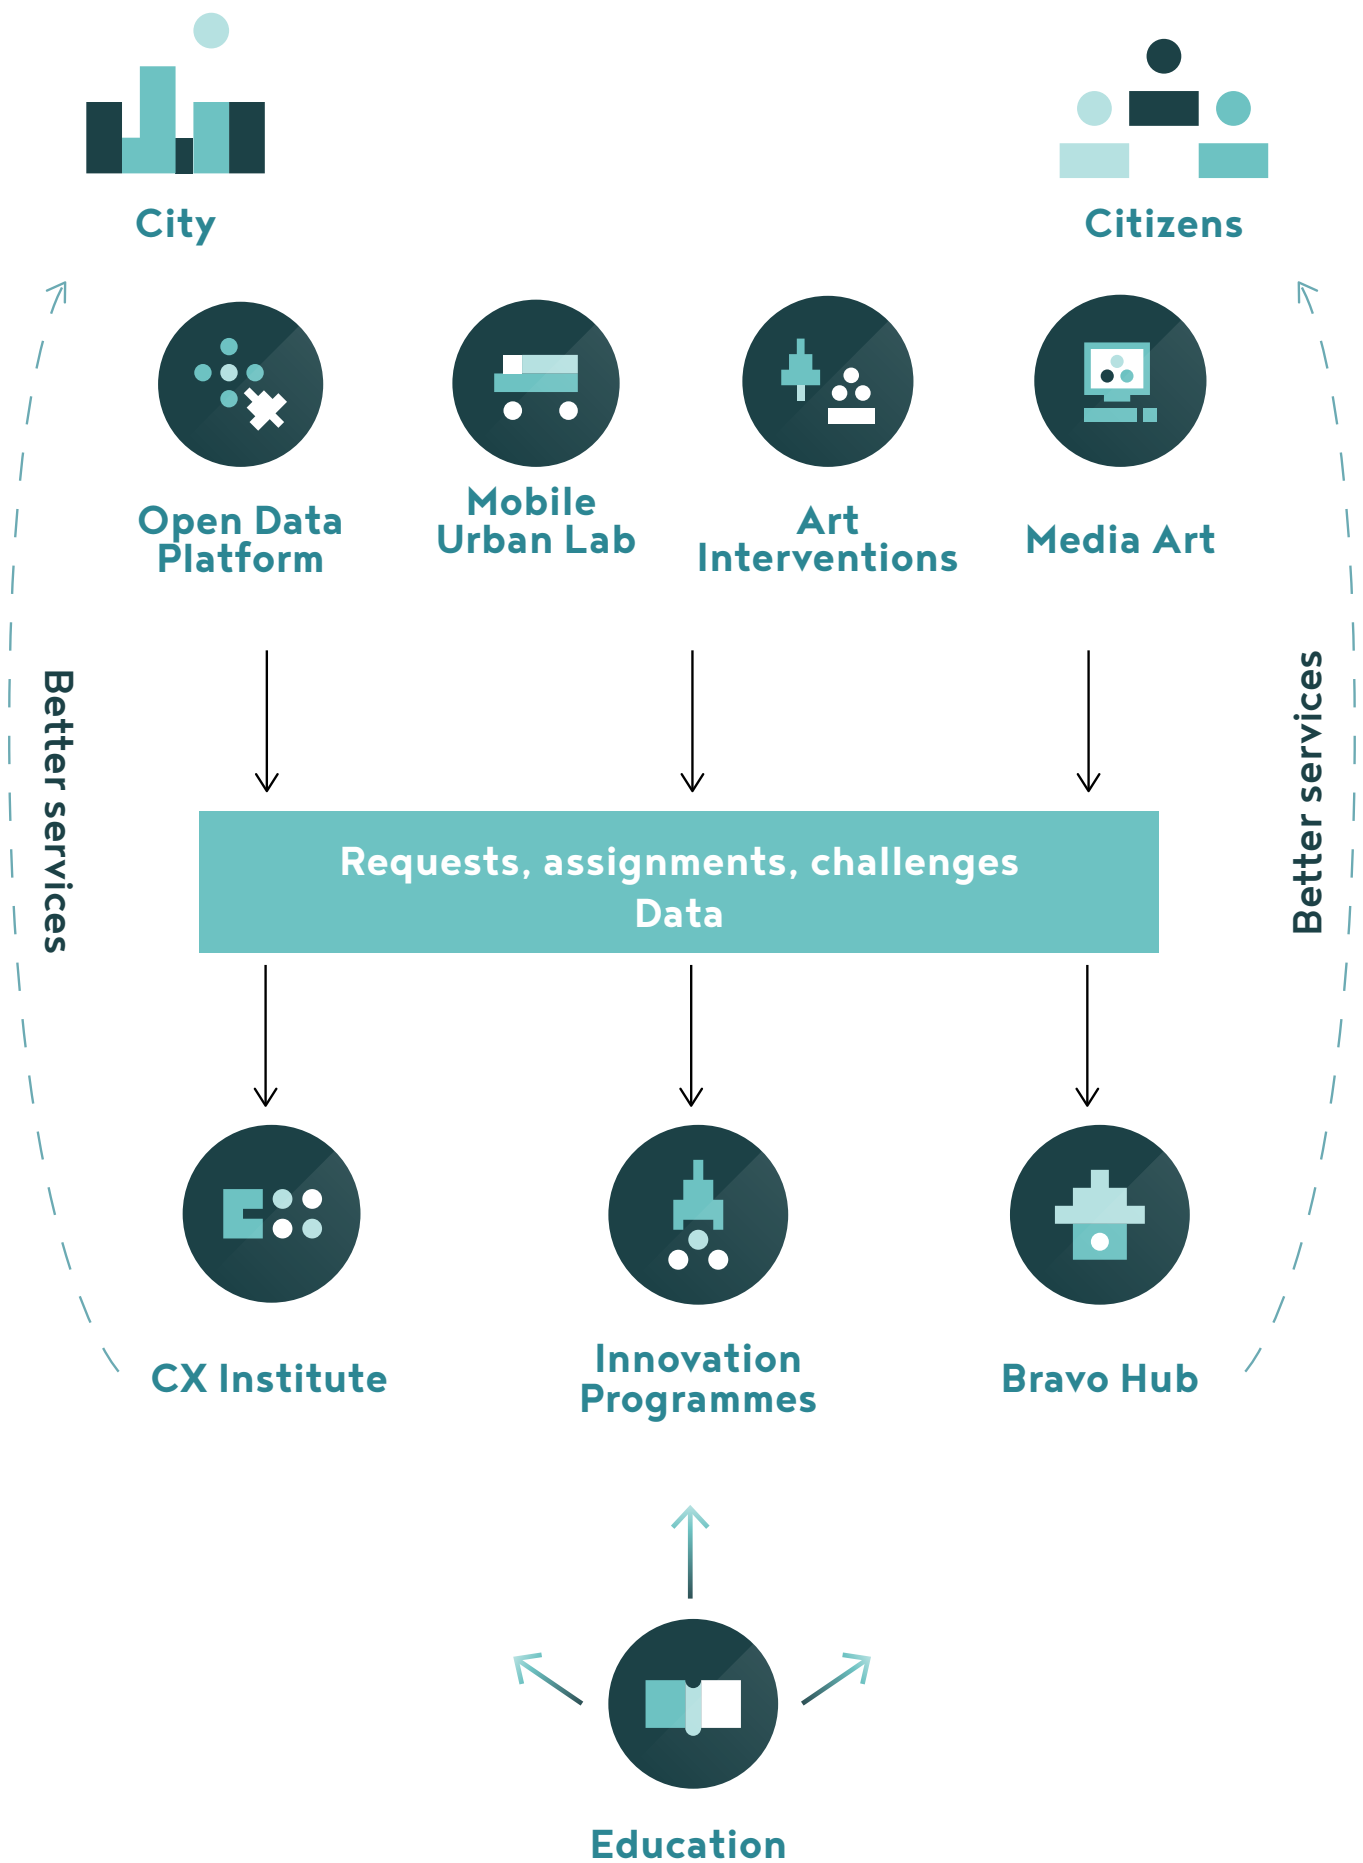 City
Citizens
Open Data
Platform
Mobile
Urban Lab
Art
Interventions
Media Art
Better services
Better services
Requests, assignments, challenges
Data
CX Institute
Innovation
Programmes
Bravo Hub
Education